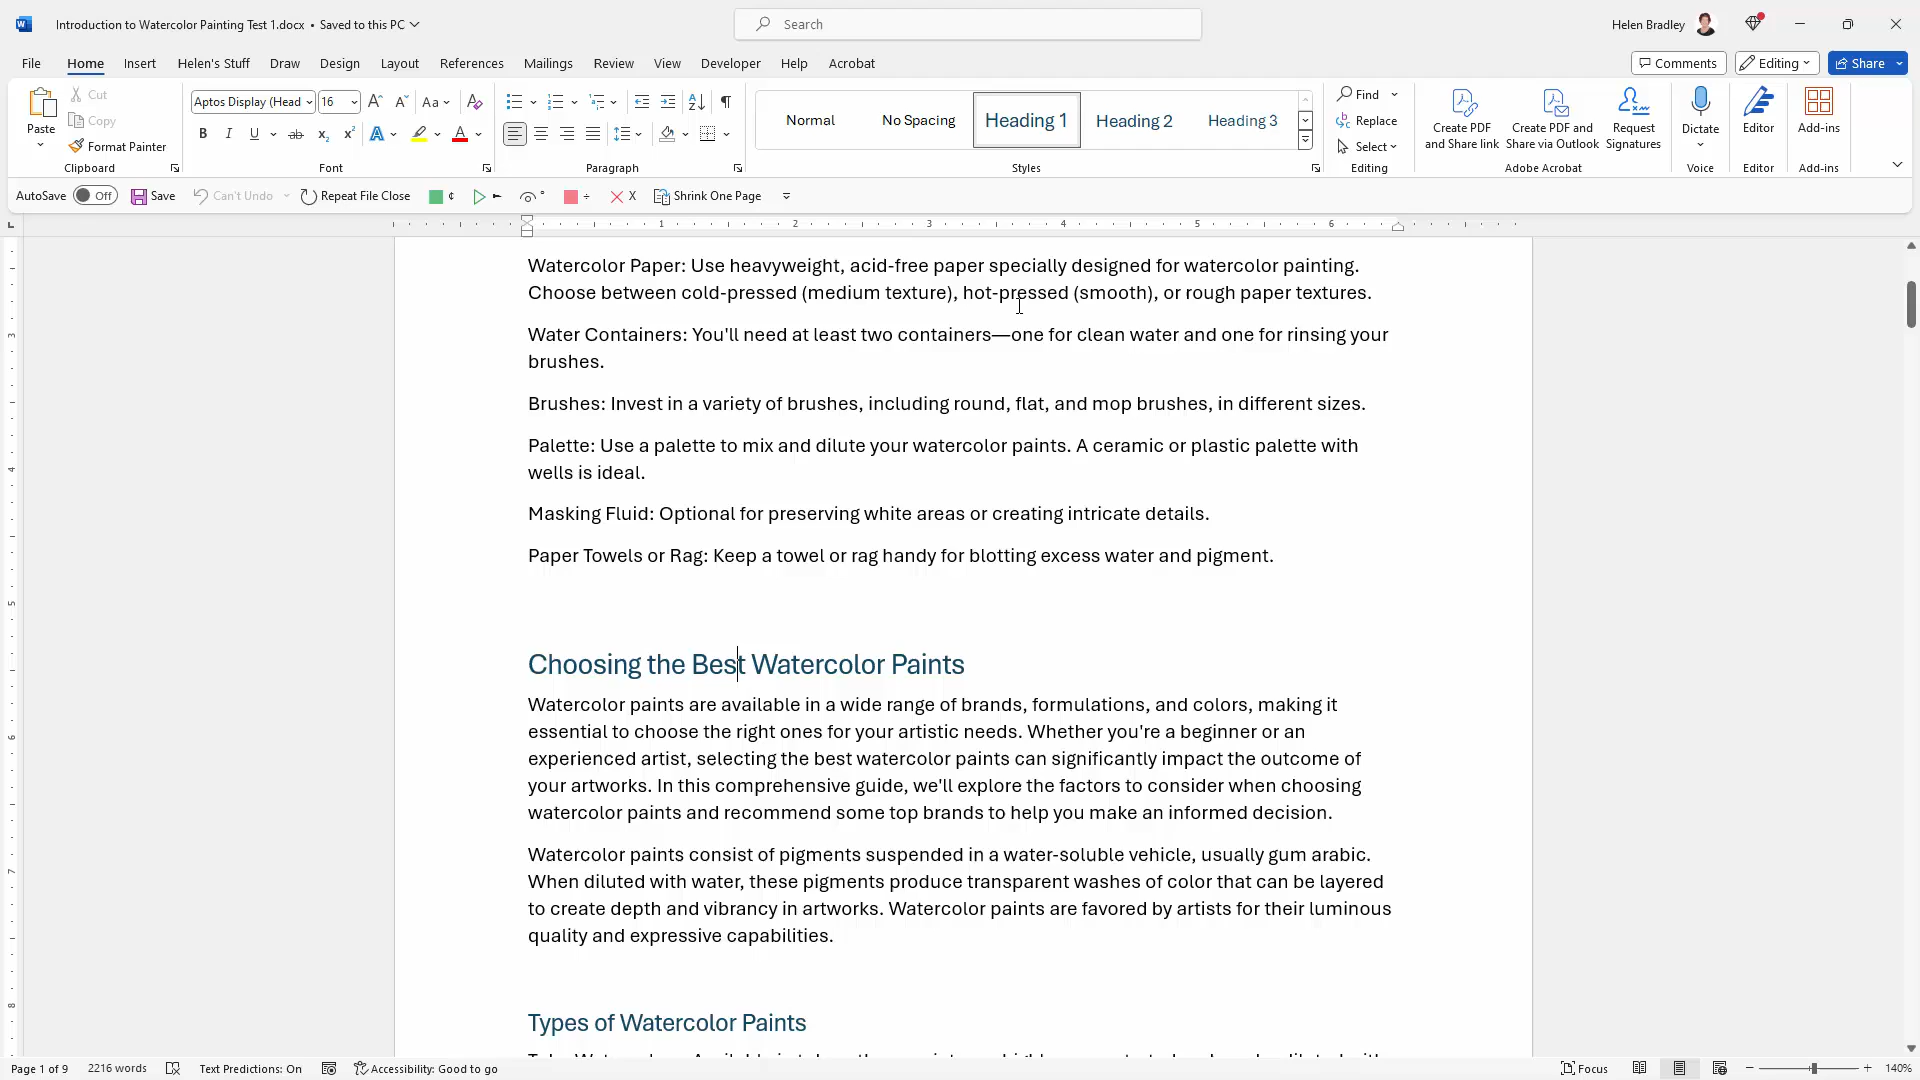 Introduction to Watercolor Painting Test 1.docx • Saved to this PC
Search
Helen Bradley
File Home Insert Helen's Stuff Draw Design Layout References Mailings Review View Developer Help Acrobat
Comments Editing Share
Paste
Cut
Copy
Format Painter
Clipboard
Aptos Display (Head 16
Font
Paragraph
Normal No Spacing Heading 1 Heading 2 Heading 3
Styles
Find
Replace
Select
Editing
Create PDF and Share link
Create PDF and Share via Outlook
Request Signatures
Adobe Acrobat
Dictate
Voice
Editor
Editor
Add-ins
Add-ins
AutoSave Off Save Can't Undo Repeat File Close X Shrink One Page
1 2 3 4 5 6
Watercolor Paper: Use heavyweight, acid-free paper specially designed for watercolor painting.
Choose between cold-pressed (medium texture), hot-pressed (smooth), or rough paper textures.
Water Containers: You'll need at least two containers—one for clean water and one for rinsing your
brushes.
Brushes: Invest in a variety of brushes, including round, flat, and mop brushes, in different sizes.
Palette: Use a palette to mix and dilute your watercolor paints. A ceramic or plastic palette with
wells is ideal.
Masking Fluid: Optional for preserving white areas or creating intricate details.
Paper Towels or Rag: Keep a towel or rag handy for blotting excess water and pigment.
Choosing the Best Watercolor Paints
Watercolor paints are available in a wide range of brands, formulations, and colors, making it
essential to choose the right ones for your artistic needs. Whether you're a beginner or an
experienced artist, selecting the best watercolor paints can significantly impact the outcome of
your artworks. In this comprehensive guide, we'll explore the factors to consider when choosing
watercolor paints and recommend some top brands to help you make an informed decision.
Watercolor paints consist of pigments suspended in a water-soluble vehicle, usually gum arabic.
When diluted with water, these pigments produce transparent washes of color that can be layered
to create depth and vibrancy in artworks. Watercolor paints are favored by artists for their luminous
quality and expressive capabilities.
Types of Watercolor Paints
Page 1 of 9 2216 words Text Predictions: On Accessibility: Good to go Focus 140%